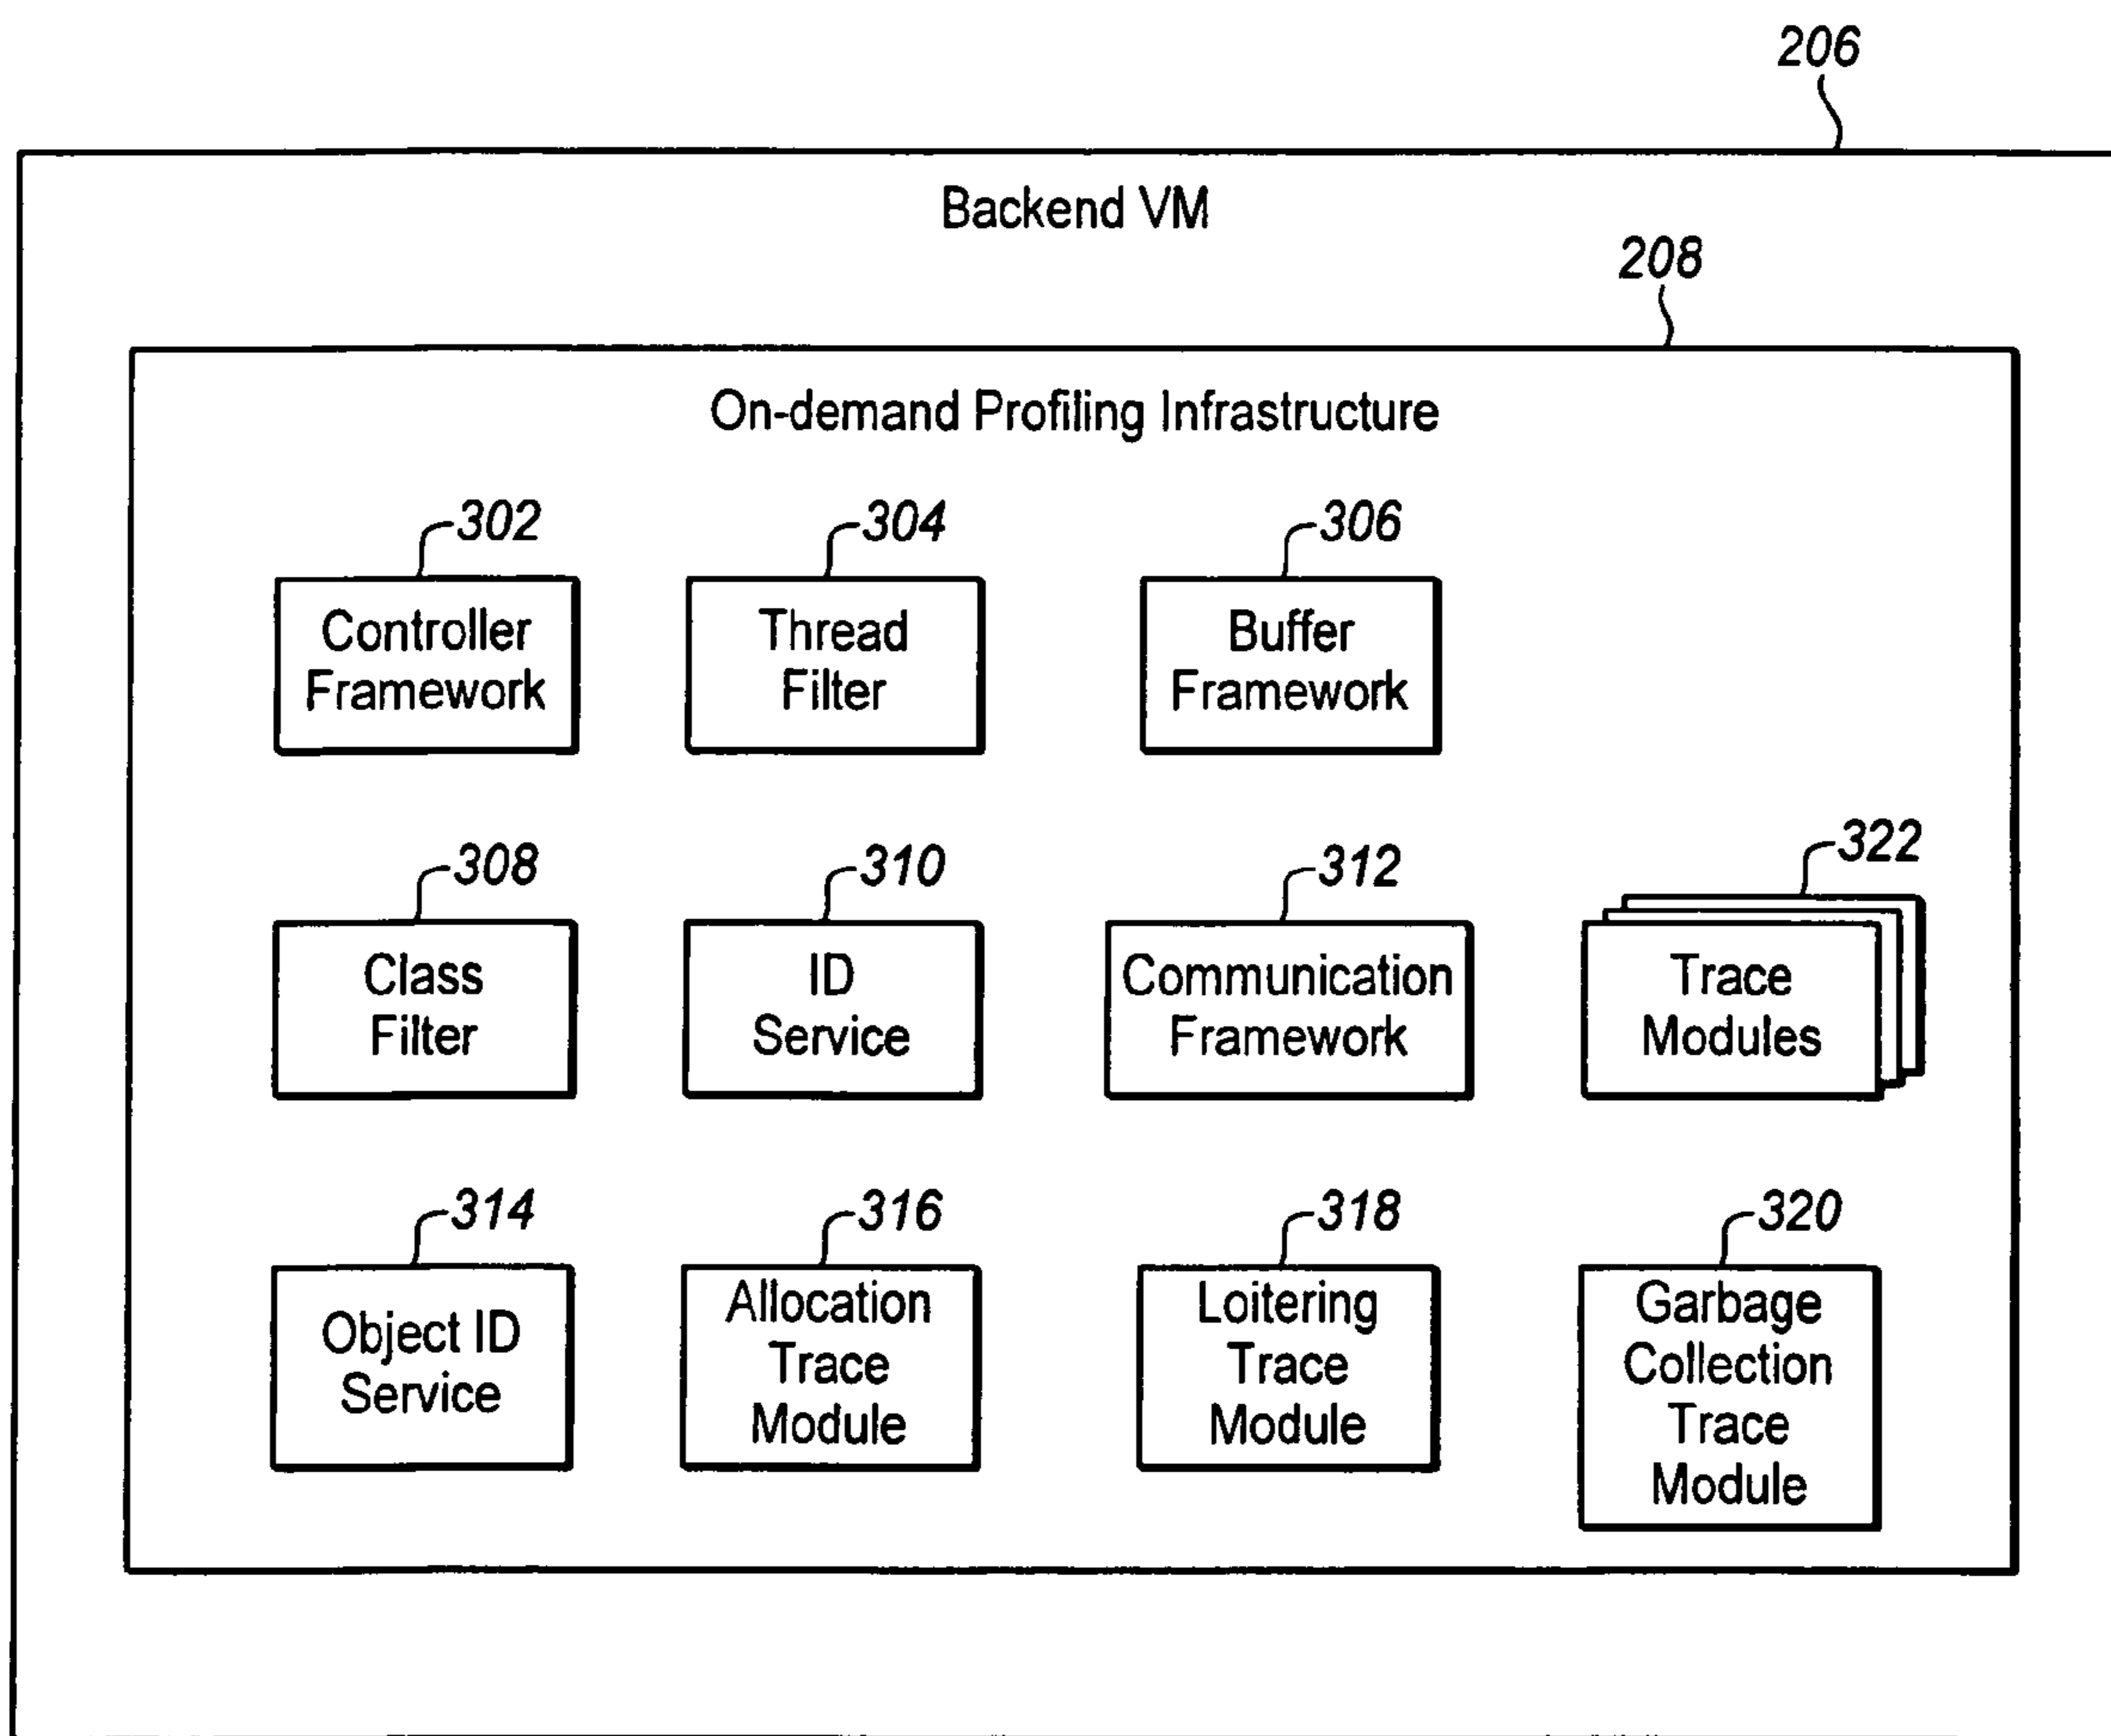 206
Backend VM
208
On-demand Profiling Infrastructure
302
304
306
Controller
Framework
Thread
Filter
Buffer
Framework
308
310
312
322
Class
Filter
ID
Service
Communication
Framework
Trace
Modules
314
316
318
320
Object ID
Service
Allocation
Trace
Module
Loitering
Trace
Module
Garbage
Collection
Trace
Module